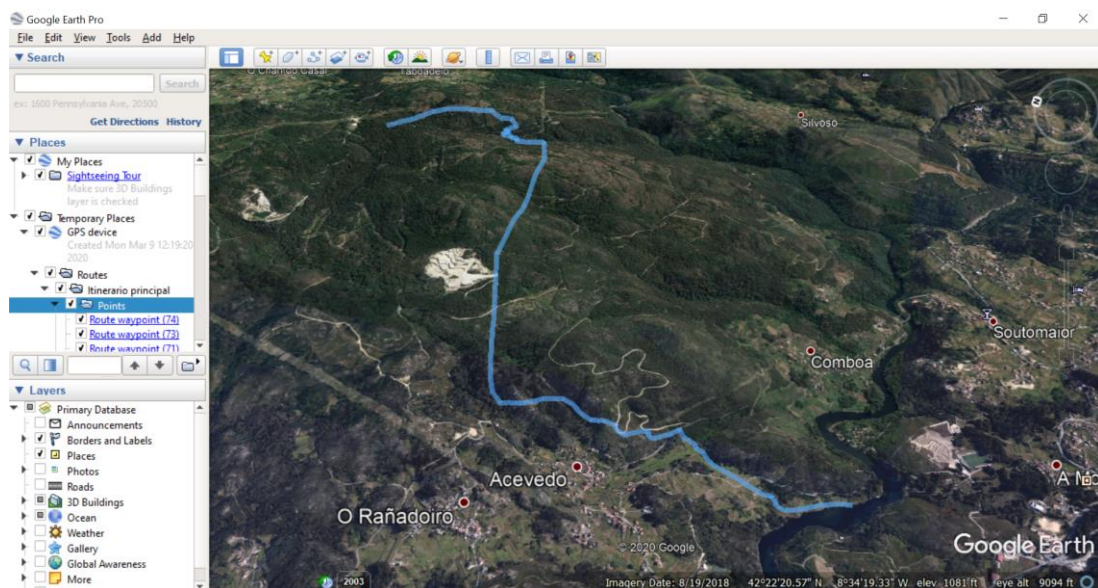 Google Earth Pro
File Edit View Tools Add Help
Search
Search
ex: 1600 Pennsylvania Ave, 20500
Get Directions History
Places
My Places
Sightseeing Tour
Make sure 3D Buildings
layer is checked
Temporary Places
GPS device
Created Mon Mar 9 12:19:20
2020
Routes
Itinerario principal
Points
Route waypoint (74)
Route waypoint (73)
Route waypoint (71)
Layers
Primary Database
Announcements
Borders and Labels
Places
Photos
Roads
3D Buildings
Ocean
Weather
Gallery
Global Awareness
More
Silvoso
Soutomaior
Comboa
Acevedo
A
O Rañadoiro
© 2020 Google
Google Earth
2003
Imagery Date: 8/19/2018 42°22'20.57" N 8°34'19.33" W elev 1081 ft eye alt 9094 ft